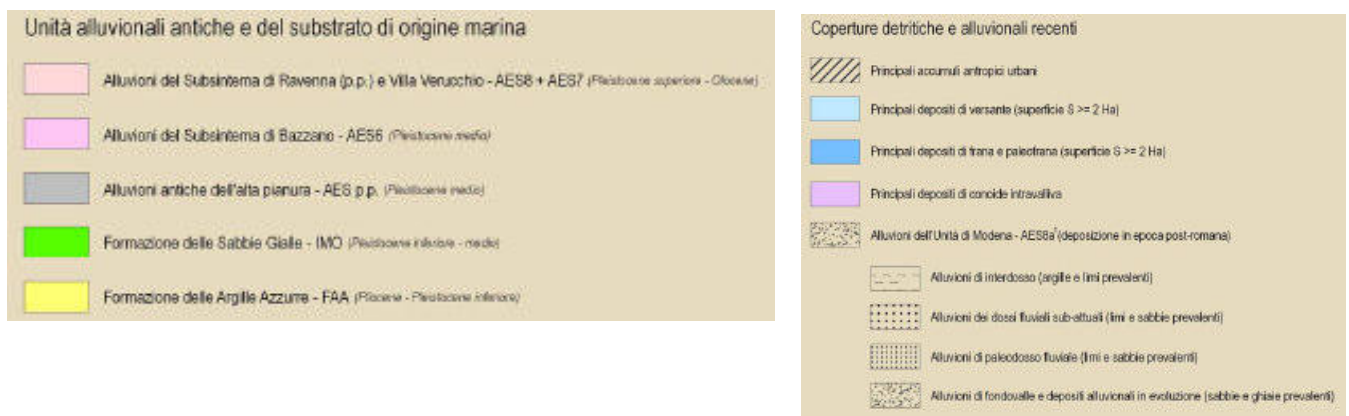 Unità alluvionali antiche e del substrato di origine marina
Alluvioni del Subsintema di Ravenna (p.p.) e Villa Verucchio - AES8 + AES7 (Pleistocene superiore - Olocene)
Alluvioni del Subsintema di Bazzano - AES6 (Pleistocene medio)
Alluvioni antiche dell'alta pianura - AES p.p. (Pleistocene medio)
Formazione delle Sabbie Gialle - IMO (Pleistocene inferiore - medio)
Formazione delle Argille Azzurre - FAA (Pliocene - Pleistocene inferiore)
Coperture detritiche e alluvionali recenti
Principali accumuli antropici urbani
Principali depositi di versante (superficie S >= 2 Ha)
Principali depositi di frana e paleofrana (superficie S >= 2 Ha)
Principali depositi di conoide intravalliva
Alluvioni dell'Unità di Modena - AES8a (deposizione in epoca post-romana)
Alluvioni di interdosso (argille e limi prevalenti)
Alluvioni dei dossi fluviali sub-attuali (limi e sabbie prevalenti)
Alluvioni di paleodosso fluviale (limi e sabbie prevalenti)
Alluvioni di fondovalle e depositi alluvionali in evoluzione (sabbie e ghiaie prevalenti)